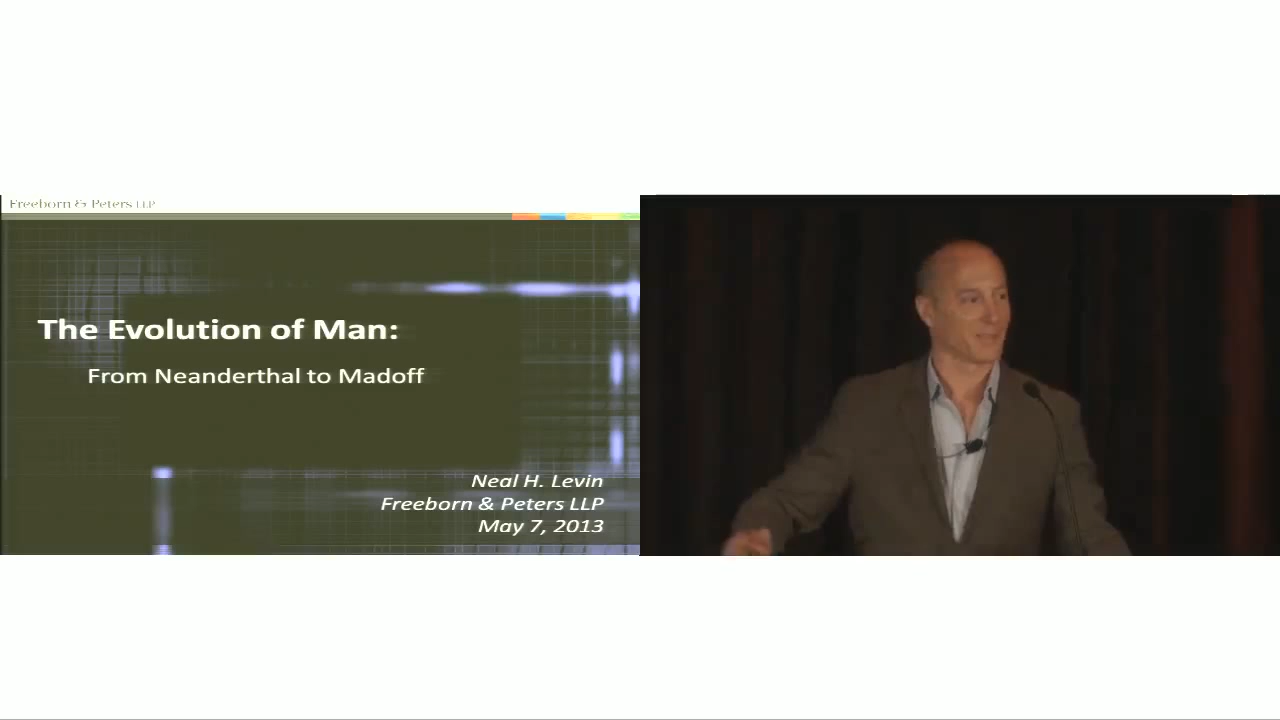 Freeborn & Peters LLP
The Evolution of Man:
From Neanderthal to Madoff
Neal H. Levin
Freeborn & Peters LLP
May 7, 2013